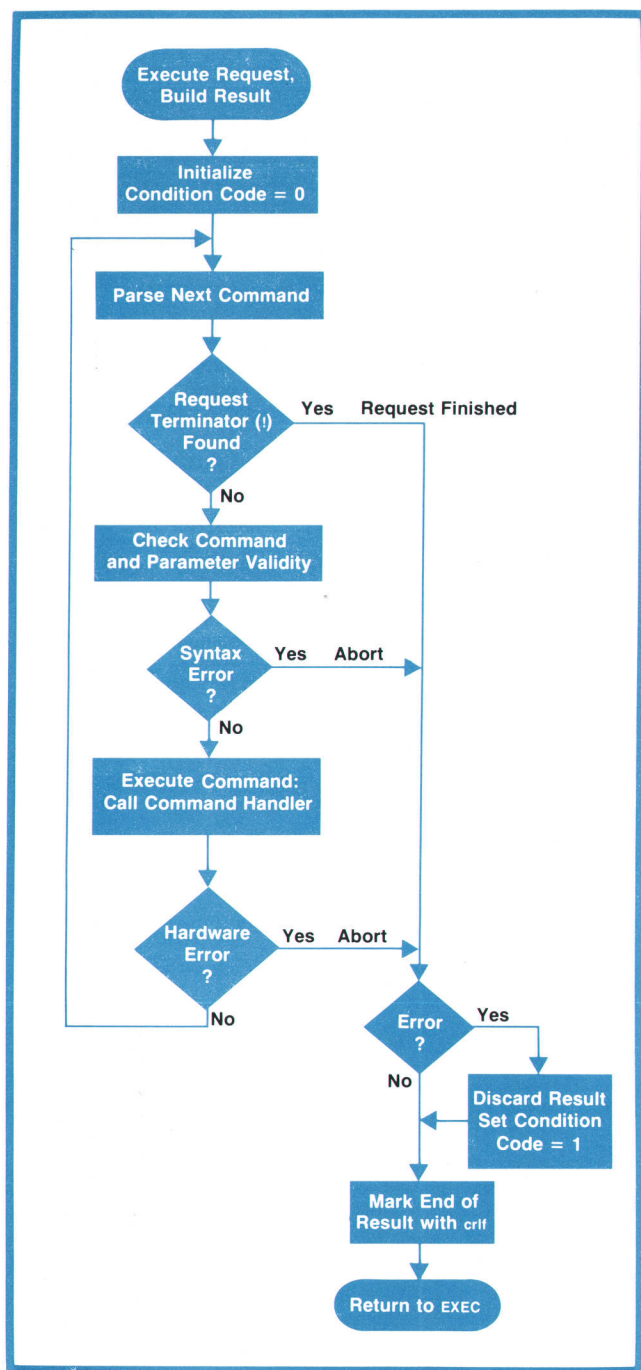 Execute Request,
Build Result
Initialize
Condition Code = 0
Parse Next Command
Request
Terminator (!)
Found
?
Yes Request Finished
No
Check Command
and Parameter Validity
Syntax
Error
?
Yes Abort
No
Execute Command:
Call Command Handler
Hardware
Error
?
Yes Abort
No
Error
?
Yes
No
Discard Result
Set Condition
Code = 1
Mark End of
Result with crlf
Return to EXEC